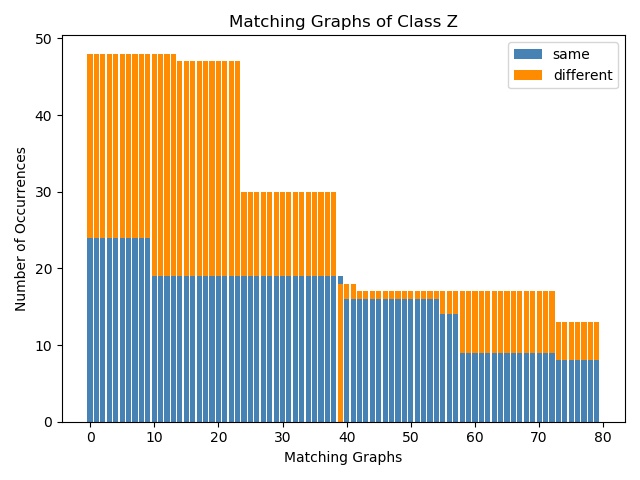 Matching Graphs of Class Z
same
different
Number of Occurrences
50
40
30
20
10
0
0 10 20 30 40 50 60 70 80
Matching Graphs